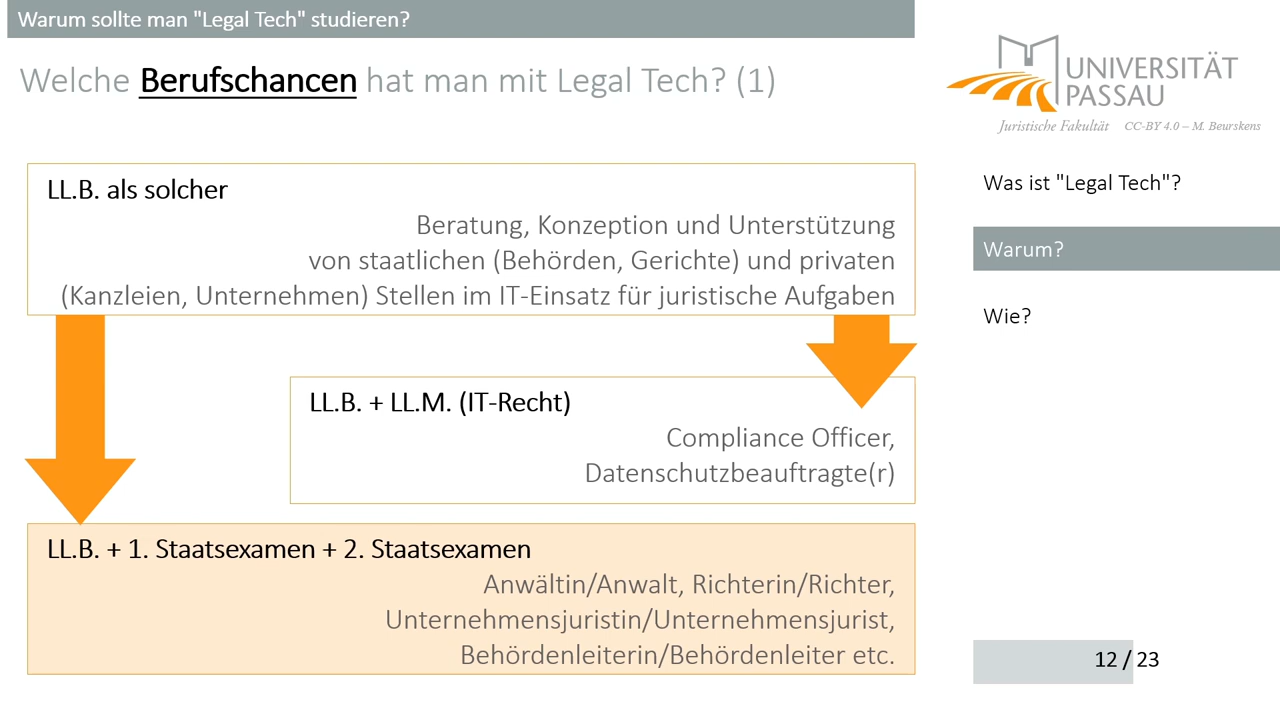 Warum sollte man "Legal Tech" studieren?
Welche Berufschancen hat man mit Legal Tech? (1)
UNIVERSITÄT
PASSAU
Juristische Fakultät CC-BY 4.0 – M. Beurskens
LL.B. als solcher
Beratung, Konzeption und Unterstützung
von staatlichen (Behörden, Gerichte) und privaten
(Kanzleien, Unternehmen) Stellen im IT-Einsatz für juristische Aufgaben
LL.B. + LL.M. (IT-Recht)
Compliance Officer,
Datenschutzbeauftragte(r)
LL.B. + 1. Staatsexamen + 2. Staatsexamen
Anwältin/Anwalt, Richterin/Richter,
Unternehmensjuristin/Unternehmensjurist,
Behördenleiterin/Behördenleiter etc.
Was ist "Legal Tech"?
Warum?
Wie?
12 / 23